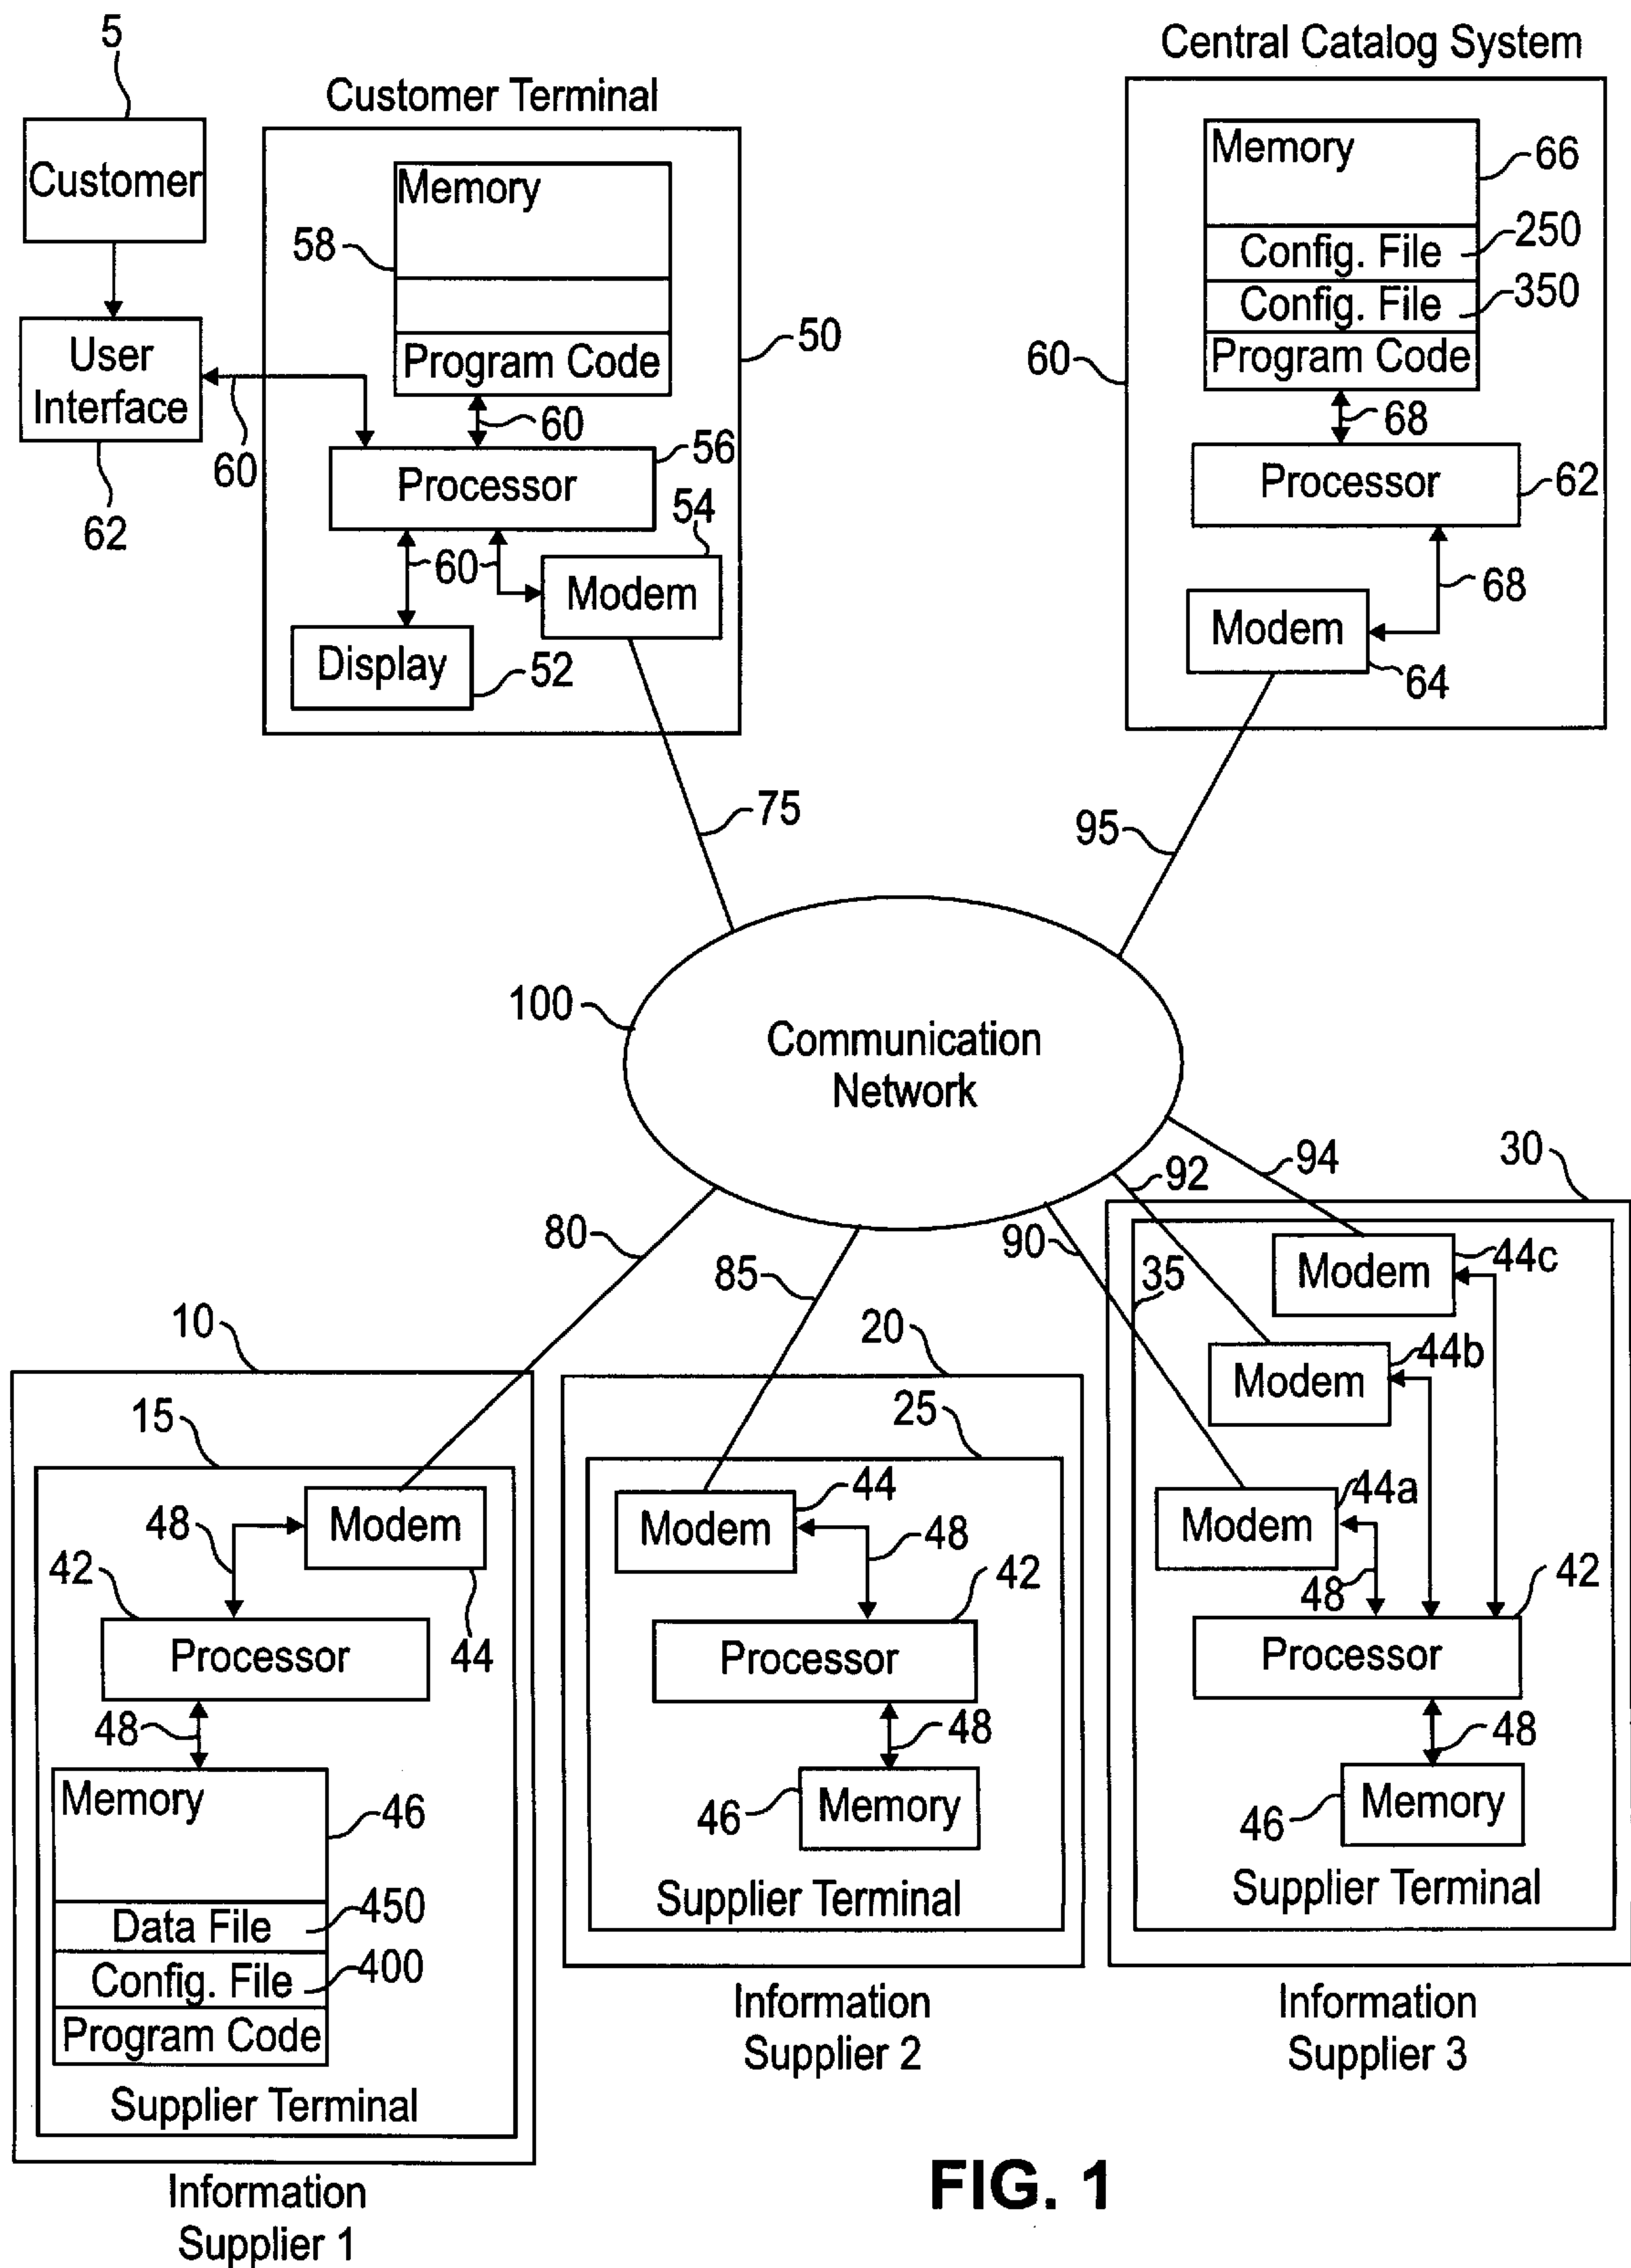 5
Customer
User
Interface
60
62
Customer Terminal
Memory
58
Program Code
50
60
56
Processor
54
60
Modem
Display
52
Central Catalog System
Memory
66
Config. File
250
Config. File
350
Program Code
60
68
Processor
62
68
Modem
64
75
95
100
Communication
Network
80
85
90
92
94
10
15
48
Modem
42
Processor
44
48
Memory
46
Data File
450
Config. File
400
Program Code
Supplier Terminal
Information
Supplier 1
20
25
Modem
44
48
42
Processor
48
46
Memory
Supplier Terminal
Information
Supplier 2
30
35
Modem
44c
Modem
44b
Modem
44a
48
42
Processor
48
46
Memory
Supplier Terminal
Information
Supplier 3
FIG. 1